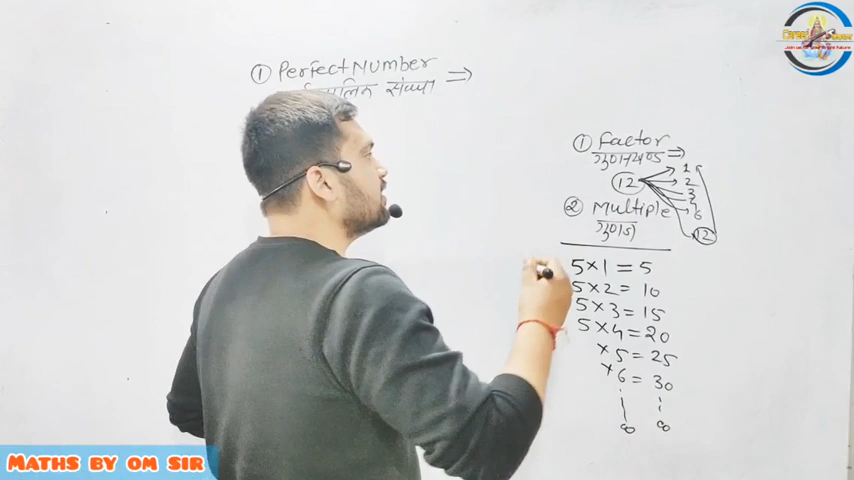 ① Perfect Number
संख्या ⇒
① Factor
गुणनखण्ड ⇒
12
1
2
3
4
6
12
② Multiple
गुणज
5×1 = 5
5×2 = 10
5×3 = 15
5×4 = 20
×5 = 25
×6 = 30
∞ ∞
MATHS BY OM SIR